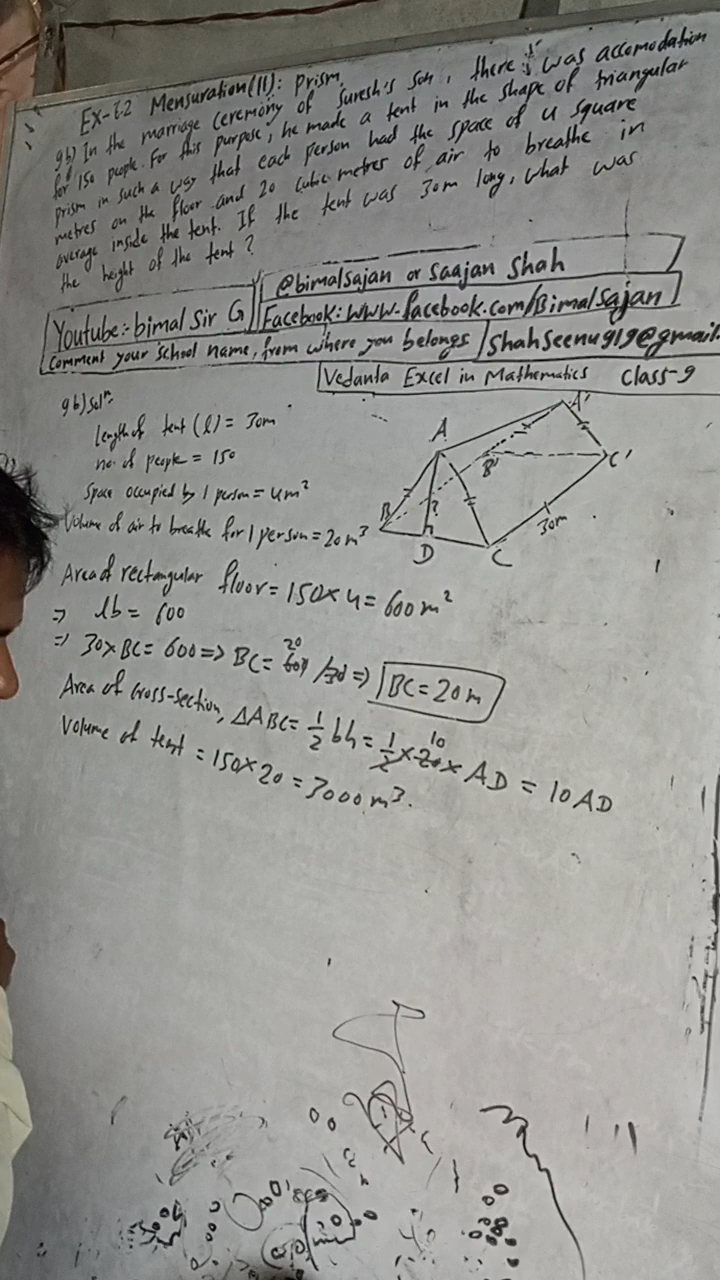 Ex-6.2 Mensuration(II): Prism
9b) In the marriage ceremony of Suresh's son, there was accomodation
for 150 people. For this purpose, he made a tent in the shape of triangular
prism in such a way that each person had the space of 4 square
metres on the floor and 20 cubic metres of air to breathe in
average inside the tent. If the tent was 30m long, what was
the height of the tent?
Youtube:- bimal Sir G
@bimalsajan or Saajan Shah
Facebook: www.facebook.com/Bimalsajan
Comment your school name, from where you belongs
Shahseenu919@gmail.
Vedanta Excel in Mathematics Class-9
9b) Solⁿ:
Length of tent (l) = 30m
no. of people = 150
Space occupied by 1 person = 4m²
Volume of air to breathe for 1 person = 20m³
A
A'
B
B'
C'
?
D
C
30m
Area of rectangular floor = 150×4 = 600m²
⇒ lb = 600
⇒ 30×BC = 600 ⇒ BC = 600/30 ⇒ BC = 20m
20
Area of cross-section, ΔABC = 1/2 bh = 1/2 × 20 × AD = 10AD
10
Volume of tent = 150×20 = 3000m³.